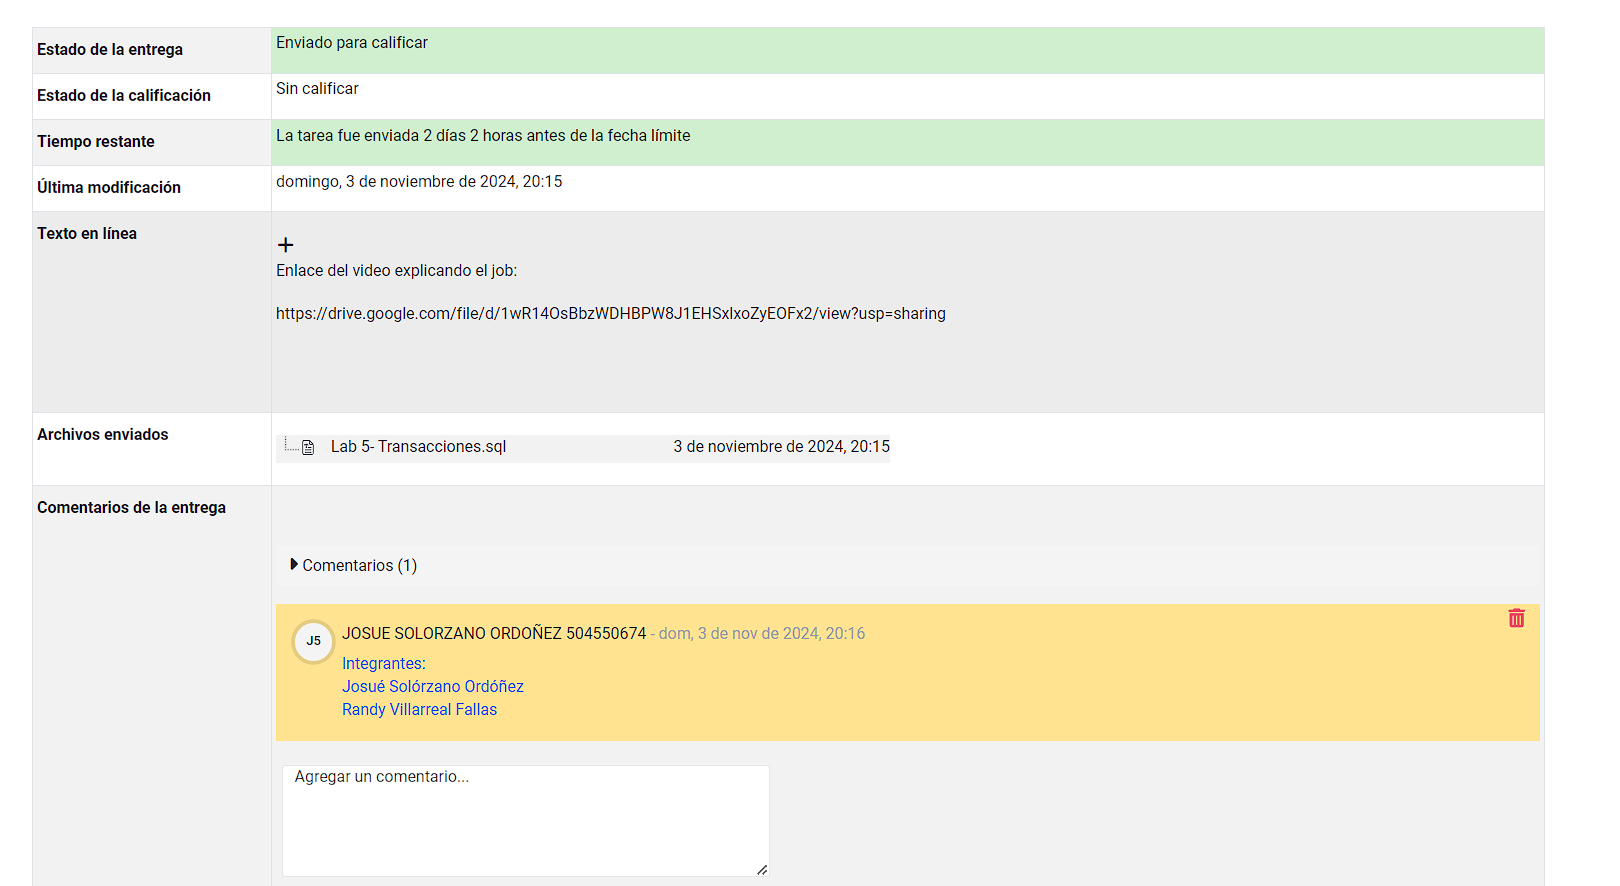 Estado de la entrega
Enviado para calificar
Estado de la calificación
Sin calificar
Tiempo restante
La tarea fue enviada 2 días 2 horas antes de la fecha límite
Última modificación
domingo, 3 de noviembre de 2024, 20:15
Texto en línea
Enlace del video explicando el job:
https://drive.google.com/file/d/1wR14OsBbzWDHBPW8J1EHSxIxoZyEOFx2/view?usp=sharing
Archivos enviados
Lab 5- Transacciones.sql 3 de noviembre de 2024, 20:15
Comentarios de la entrega
Comentarios (1)
J5
JOSUE SOLORZANO ORDOÑEZ 504550674 - dom, 3 de nov de 2024, 20:16
Integrantes:
Josué Solórzano Ordóñez
Randy Villarreal Fallas
Agregar un comentario...